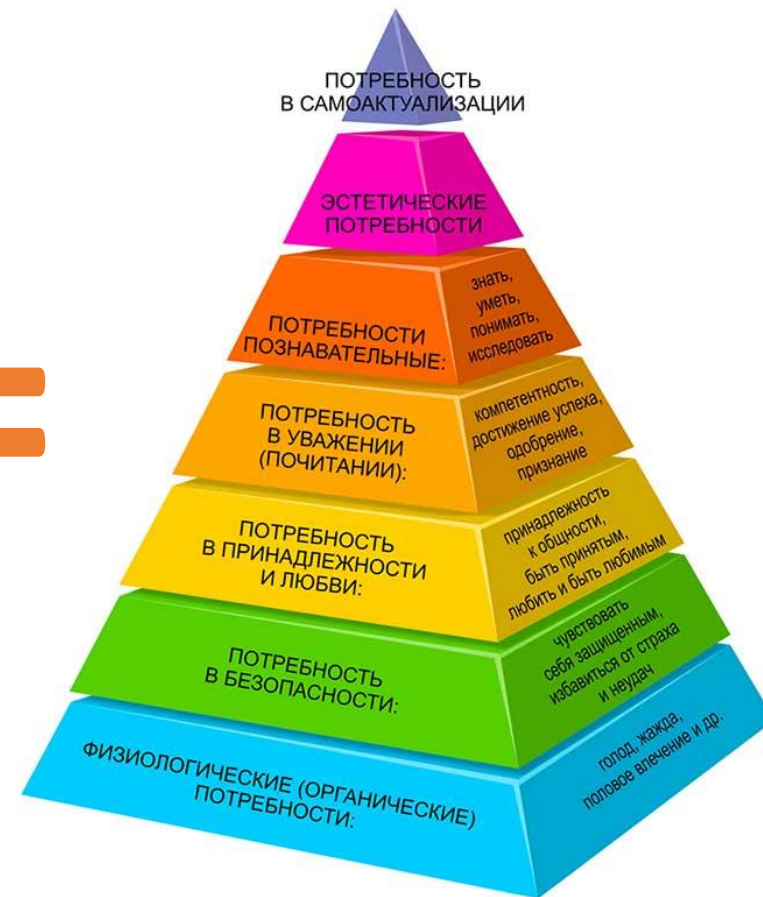 ПОТРЕБНОСТЬ
В САМОАКТУАЛИЗАЦИИ
ЭСТЕТИЧЕСКИЕ
ПОТРЕБНОСТИ
ПОТРЕБНОСТИ
ПОЗНАВАТЕЛЬНЫЕ:
знать,
уметь,
понимать,
исследовать
ПОТРЕБНОСТЬ
В УВАЖЕНИИ
(ПОЧИТАНИИ):
компетентность,
достижение успеха,
одобрение,
признание
ПОТРЕБНОСТЬ
В ПРИНАДЛЕЖНОСТИ
И ЛЮБВИ:
принадлежность
к общности,
быть принятым,
любить и быть любимым
ПОТРЕБНОСТЬ
В БЕЗОПАСНОСТИ:
чувствовать
себя защищенным,
избавиться от страха
и неудач
ФИЗИОЛОГИЧЕСКИЕ (ОРГАНИЧЕСКИЕ)
ПОТРЕБНОСТИ:
голод, жажда,
половое влечение и др.